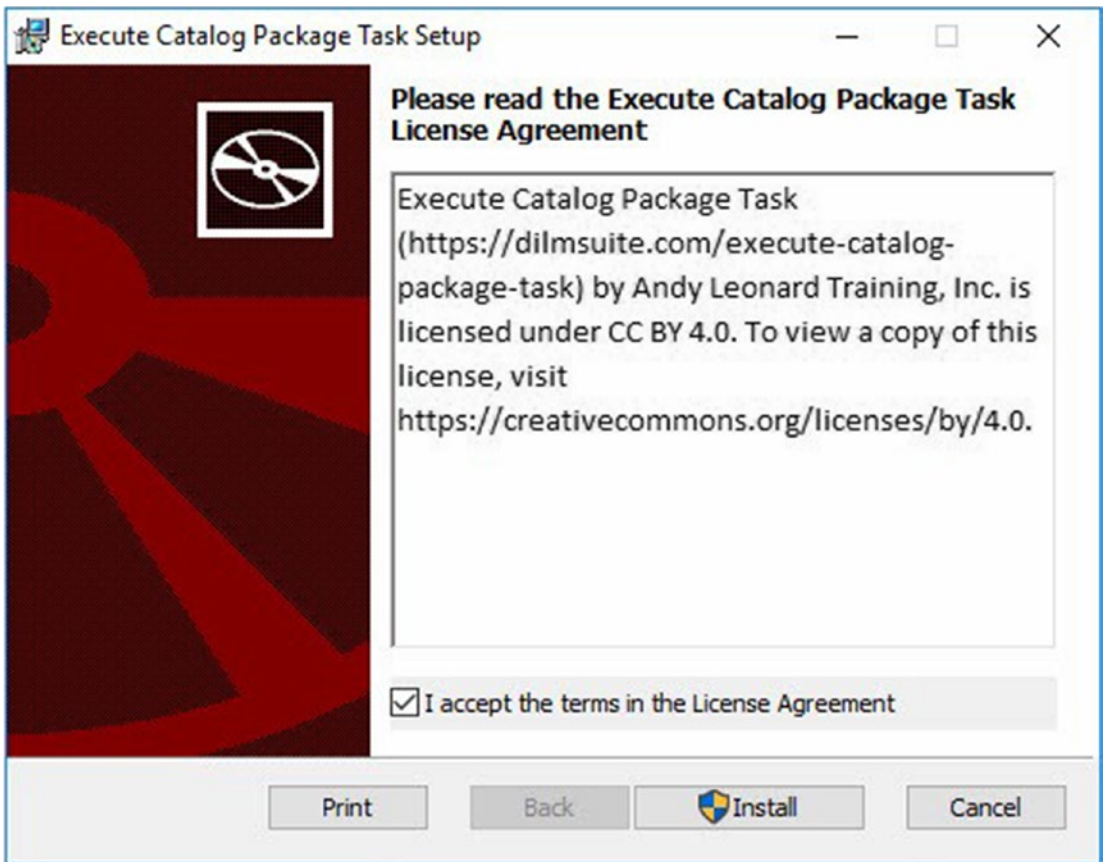 Execute Catalog Package Task Setup
Please read the Execute Catalog Package Task
License Agreement
Execute Catalog Package Task
(https://dilmsuite.com/execute-catalog-
package-task) by Andy Leonard Training, Inc. is
licensed under CC BY 4.0. To view a copy of this
license, visit
https://creativecommons.org/licenses/by/4.0.
I accept the terms in the License Agreement
Print Back Install Cancel